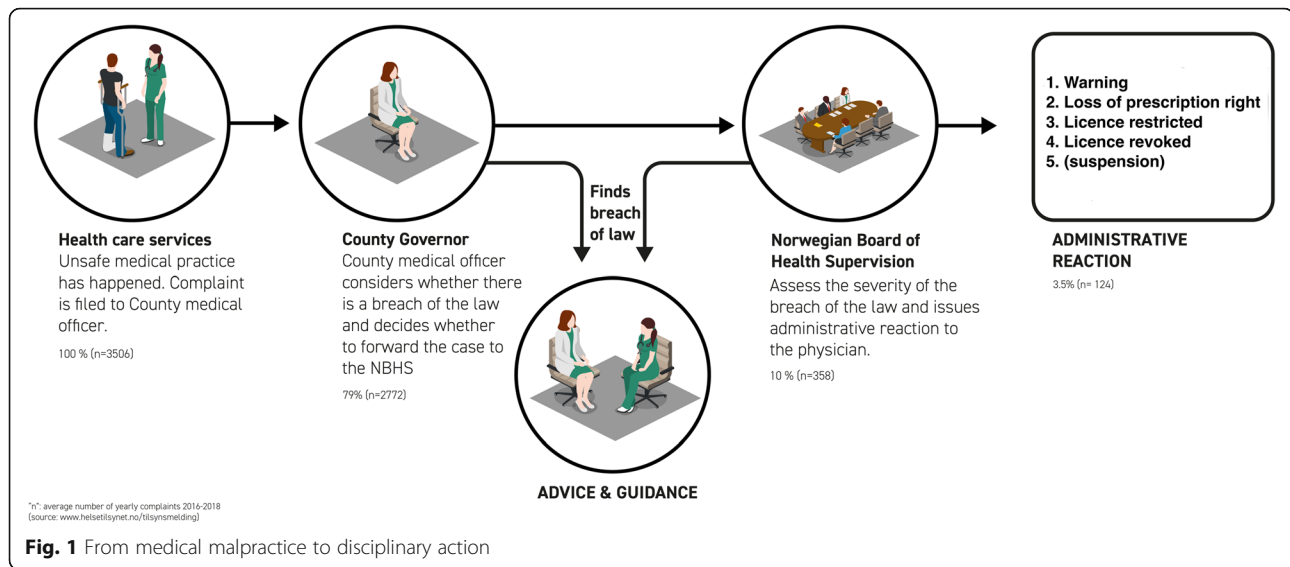 Health care services
Unsafe medical practice
has happened. Complaint
is filed to County medical
officer.
100 % (n=3506)
County Governor
County medical officer
considers whether there
is a breach of the law
and decides whether
to forward the case to
the NBHS
79% (n=2772)
Finds
breach
of law
ADVICE & GUIDANCE
Norwegian Board of
Health Supervision
Assess the severity of the
breach of the law and issues
administrative reaction to
the physician.
10 % (n=358)
1. Warning
2. Loss of prescription right
3. Licence restricted
4. Licence revoked
5. (suspension)
ADMINISTRATIVE
REACTION
3.5% (n= 124)
"n": average number of yearly complaints 2016-2018
(source: www.helsetilsynet.no/tilsynsmelding)
Fig. 1 From medical malpractice to disciplinary action